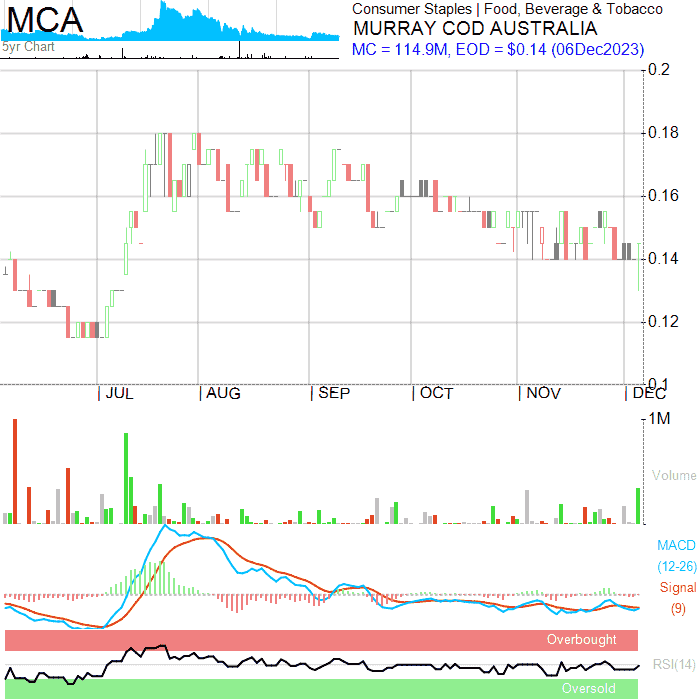 MCA
5yr Chart
Consumer Staples | Food, Beverage & Tobacco
MURRAY COD AUSTRALIA
MC = 114.9M, EOD = $0.14 (06Dec2023)
0.2
0.18
0.16
0.14
0.12
0.1
JUL AUG SEP OCT NOV DEC
1M
Volume
MACD
(12-26)
Signal
(9)
Overbought
RSI(14)
Oversold